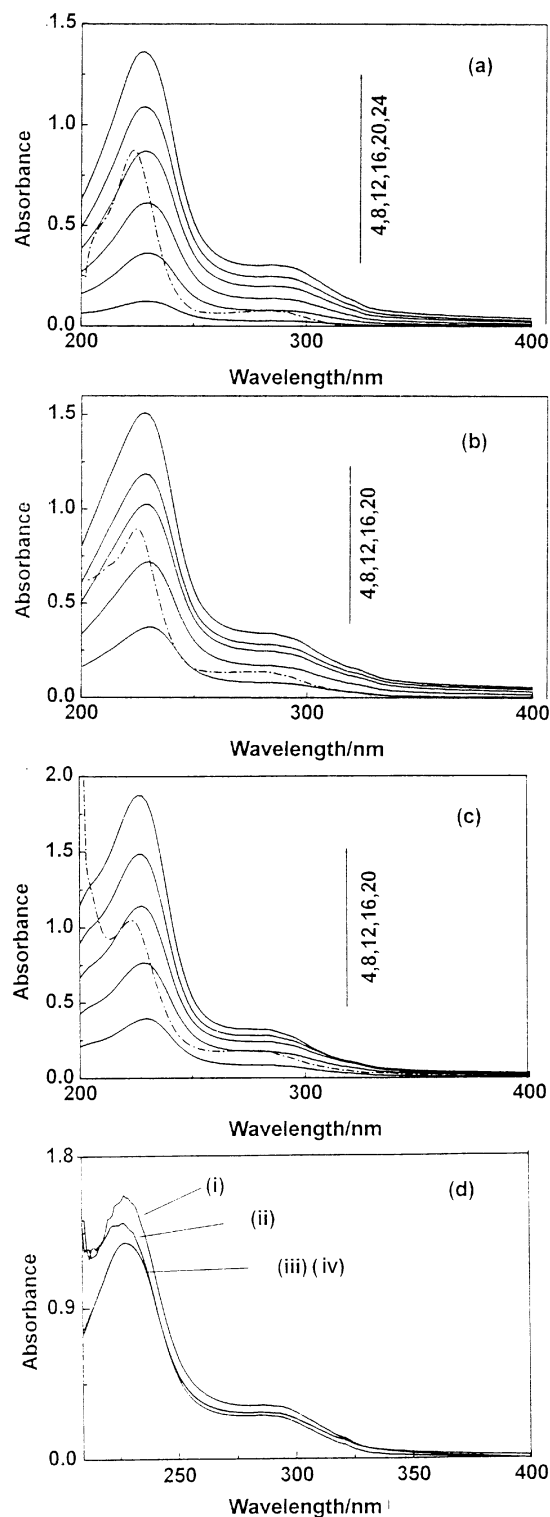 1.5
(a)
1.0
4,8,12,16,20,24
Absorbance
0.5
0.0
200
300
400
Wavelength/nm
1.5
(b)
1.0
4,8,12,16,20
Absorbance
0.5
0.0
200
300
400
Wavelength/nm
2.0
(c)
1.5
4,8,12,16,20
Absorbance
1.0
0.5
0.0
200
300
400
Wavelength/nm
1.8
(i)
(d)
(ii)
(iii) (iv)
0.9
Absorbance
0.0
250
300
350
400
Wavelength/nm